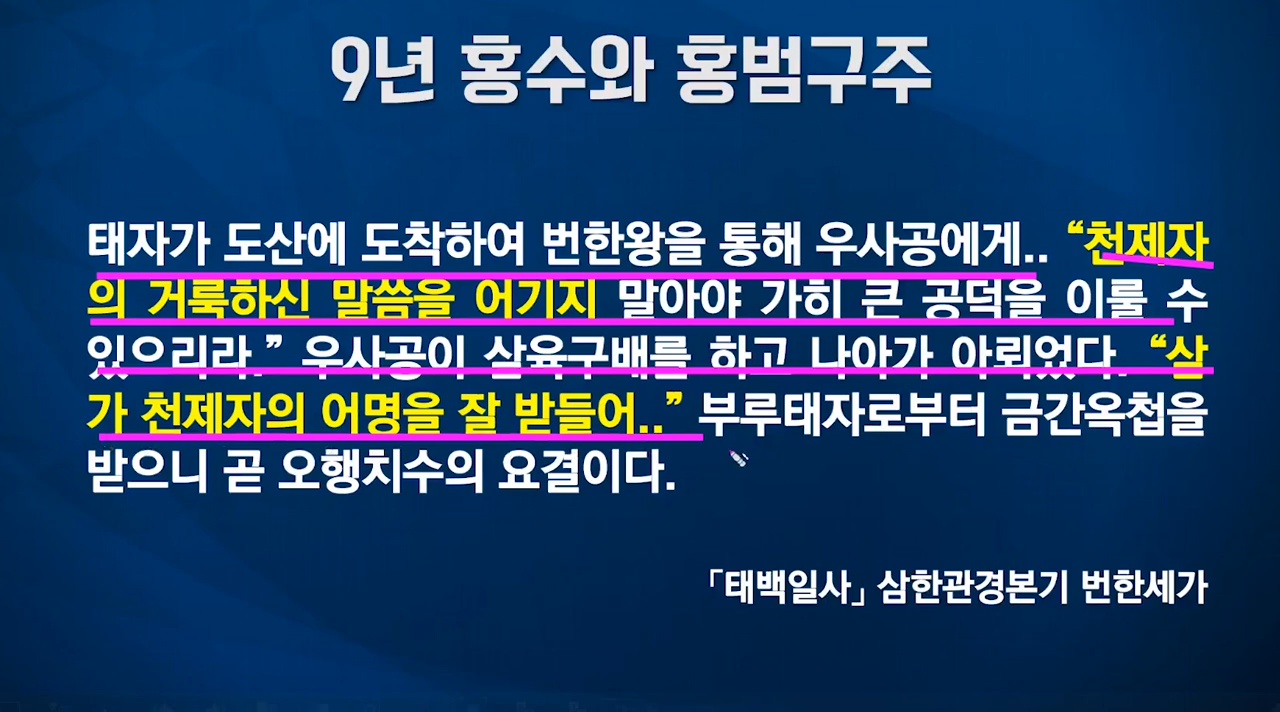 9년 홍수와 홍범구주
태자가 도산에 도착하여 번한왕을 통해 우사공에게.. “천제자
의 거룩하신 말씀을 어기지 말아야 가히 큰 공덕을 이룰 수
있으리라.” 우사공이 삼육구배를 하고 나아가 아뢰었다. “삼
가 천제자의 어명을 잘 받들어..” 부루태자로부터 금간옥첩을
받으니 곧 오행치수의 요결이다.
「태백일사」 삼한관경본기 번한세가